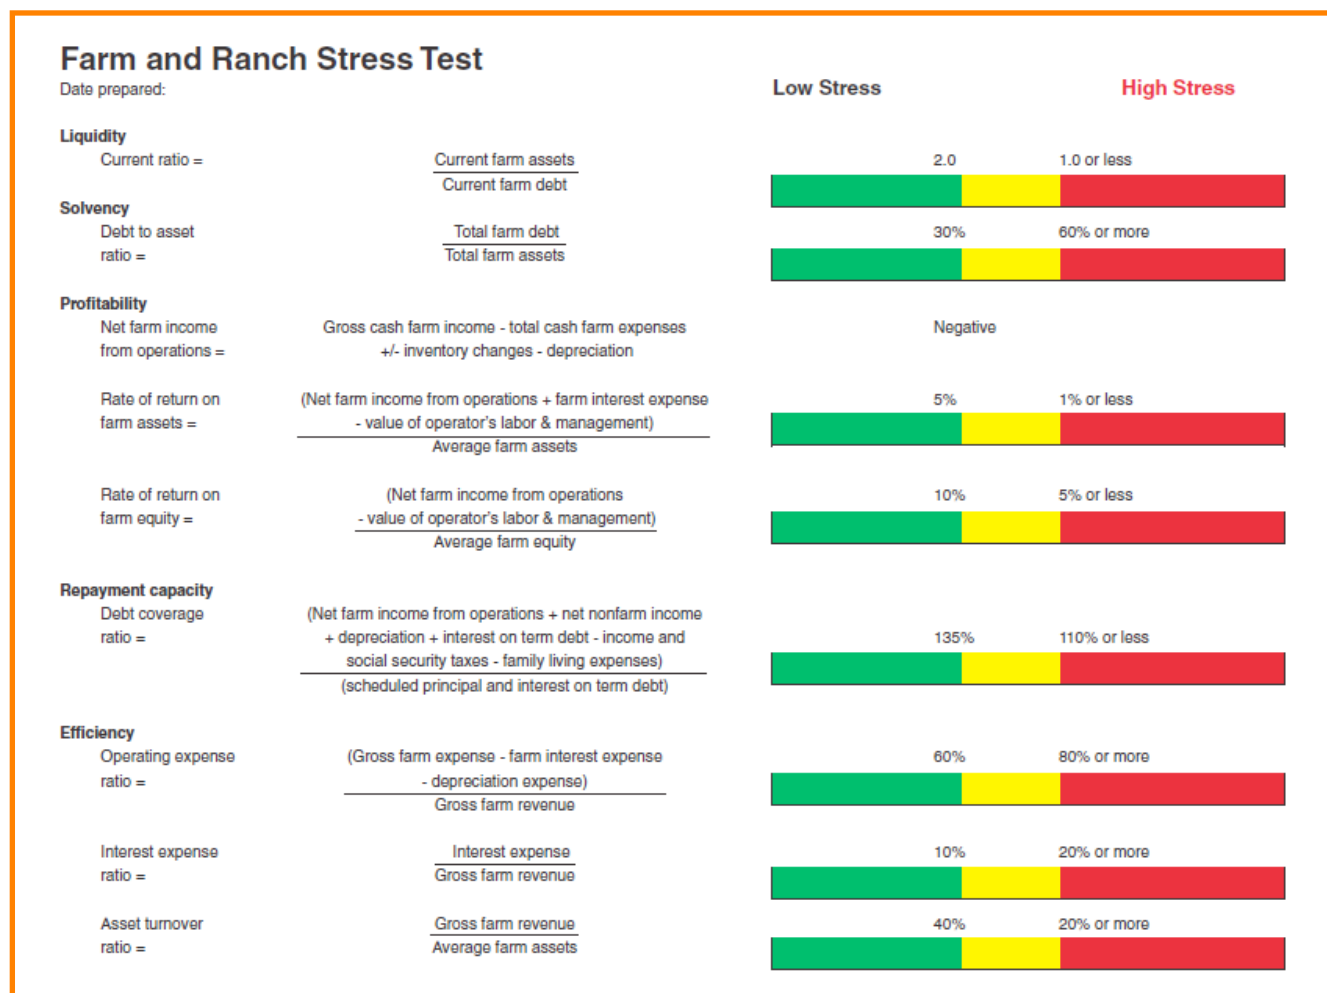 Farm and Ranch Stress Test
Date prepared:
Low Stress High Stress
Liquidity
Current ratio = Current farm assets 2.0 1.0 or less
Current farm debt
Solvency
Debt to asset Total farm debt 30% 60% or more
ratio = Total farm assets
Profitability
Net farm income Gross cash farm income - total cash farm expenses Negative
from operations = +/- inventory changes - depreciation
Rate of return on (Net farm income from operations + farm interest expense 5% 1% or less
farm assets = - value of operator's labor & management)
Average farm assets
Rate of return on (Net farm income from operations 10% 5% or less
farm equity = - value of operator's labor & management)
Average farm equity
Repayment capacity
Debt coverage (Net farm income from operations + net nonfarm income
ratio = + depreciation + interest on term debt - income and 135% 110% or less
social security taxes - family living expenses)
(scheduled principal and interest on term debt)
Efficiency
Operating expense (Gross farm expense - farm interest expense 60% 80% or more
ratio = - depreciation expense)
Gross farm revenue
Interest expense Interest expense 10% 20% or more
ratio = Gross farm revenue
Asset turnover Gross farm revenue 40% 20% or more
ratio = Average farm assets